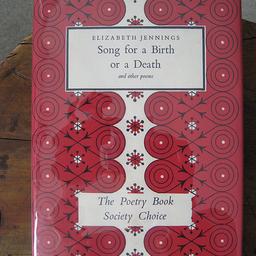 ELIZABETH JENNINGS
Song for a Birth
or a Death
and other poems
The Poetry Book
Society Choice